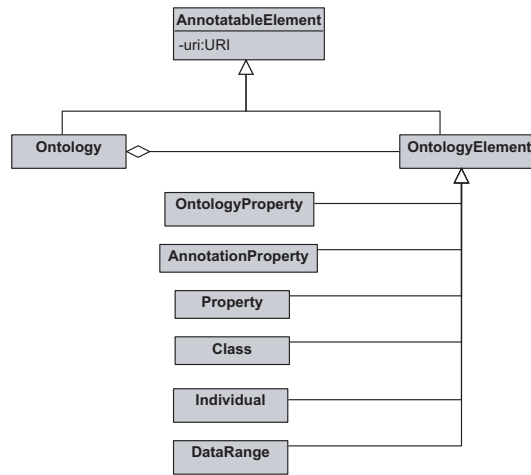 AnnotatableElement
-uri:URI
Ontology
OntologyElement
OntologyProperty
AnnotationProperty
Property
Class
Individual
DataRange